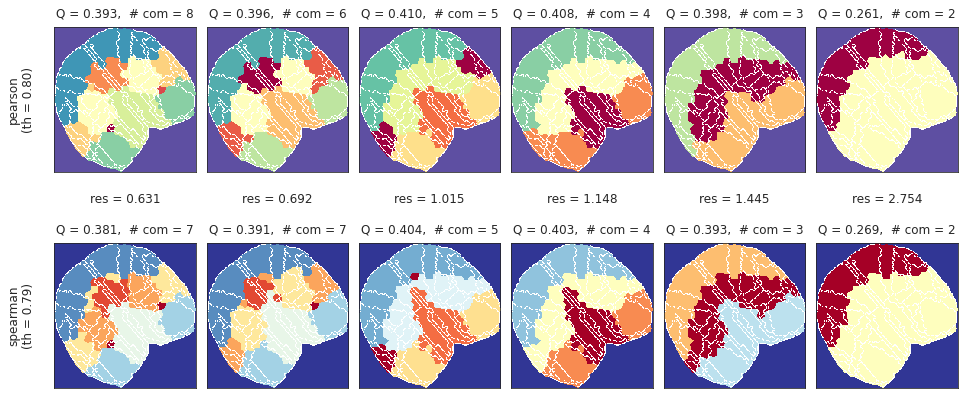 Q = 0.393,  # com = 8
Q = 0.396,  # com = 6
Q = 0.410,  # com = 5
Q = 0.408,  # com = 4
Q = 0.398,  # com = 3
Q = 0.261,  # com = 2
pearson
(th = 0.80)
res = 0.631
res = 0.692
res = 1.015
res = 1.148
res = 1.445
res = 2.754
Q = 0.381,  # com = 7
Q = 0.391,  # com = 7
Q = 0.404,  # com = 5
Q = 0.403,  # com = 4
Q = 0.393,  # com = 3
Q = 0.269,  # com = 2
spearman
(th = 0.79)